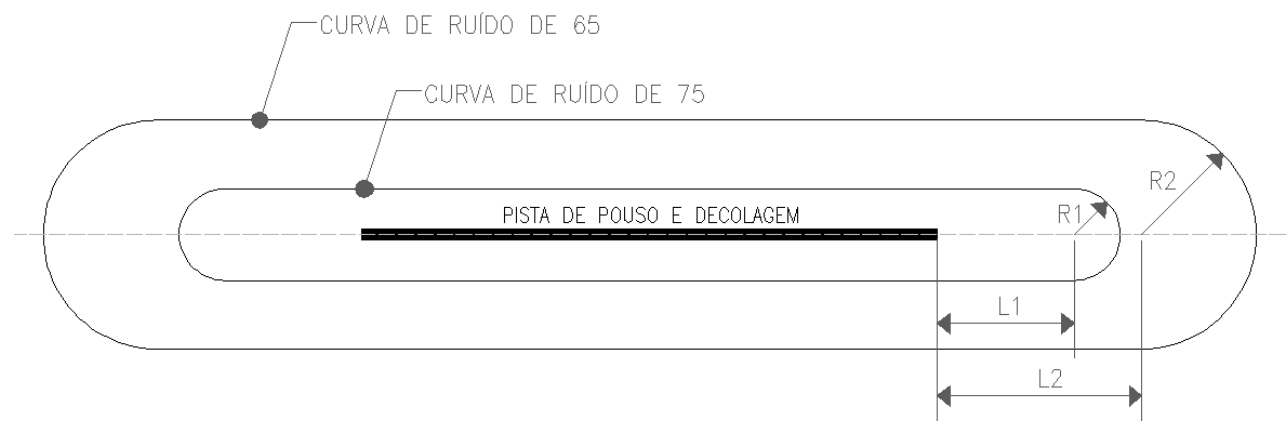 CURVA DE RUÍDO DE 65
CURVA DE RUÍDO DE 75
R2
PISTA DE POUSO E DECOLAGEM
R1
L1
L2